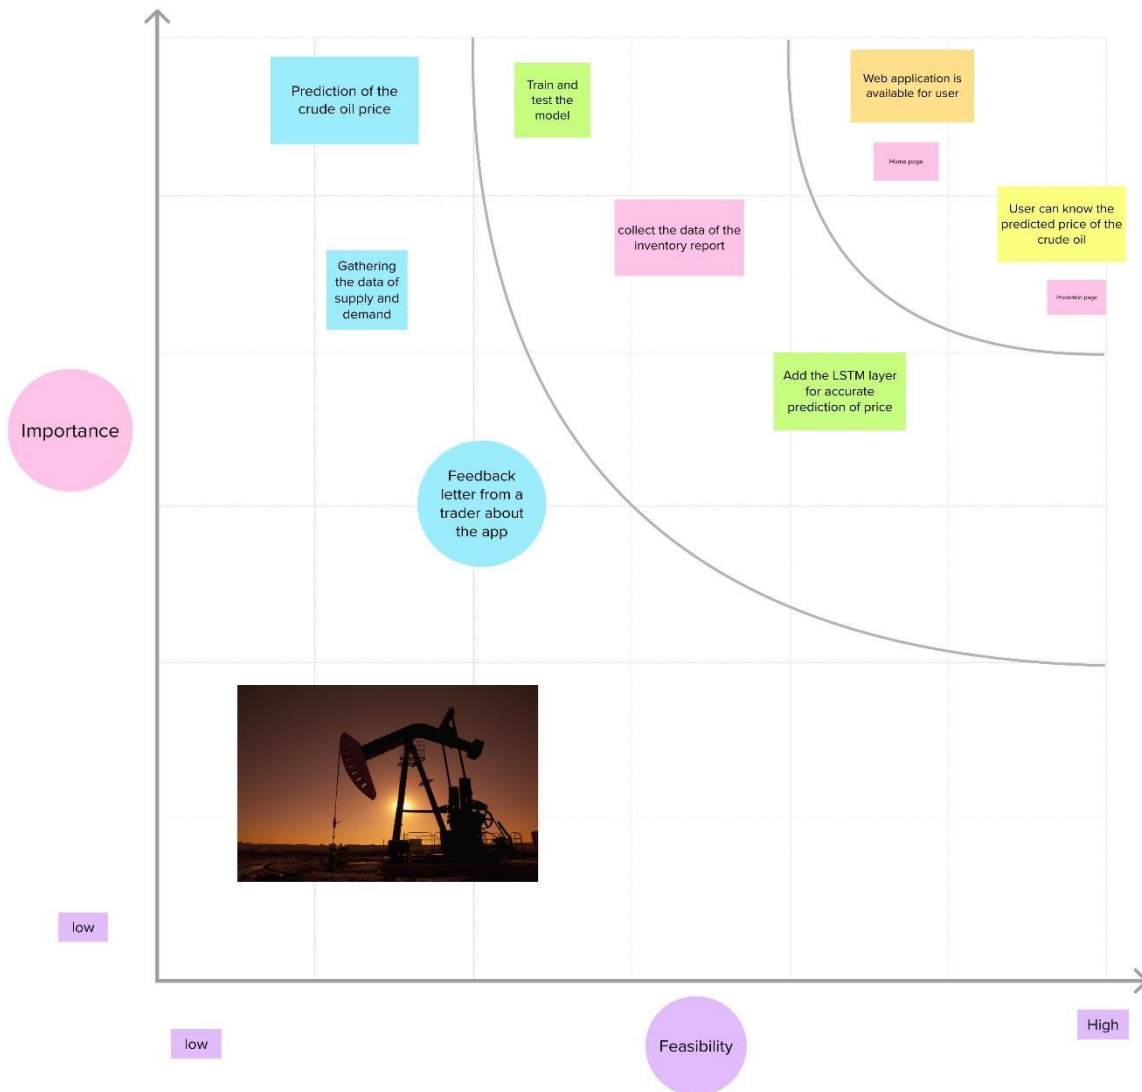 Prediction of the
crude oil price
Train and
test the
model
Web application is
available for user
Home page
User can know the
predicted price of the
crude oil
collect the data of the
inventory report
Gathering
the data of
supply and
demand
Prediction page
Add the LSTM layer
for accurate
prediction of price
Importance
Feedback
letter from a
trader about
the app
low
low
Feasibility
High